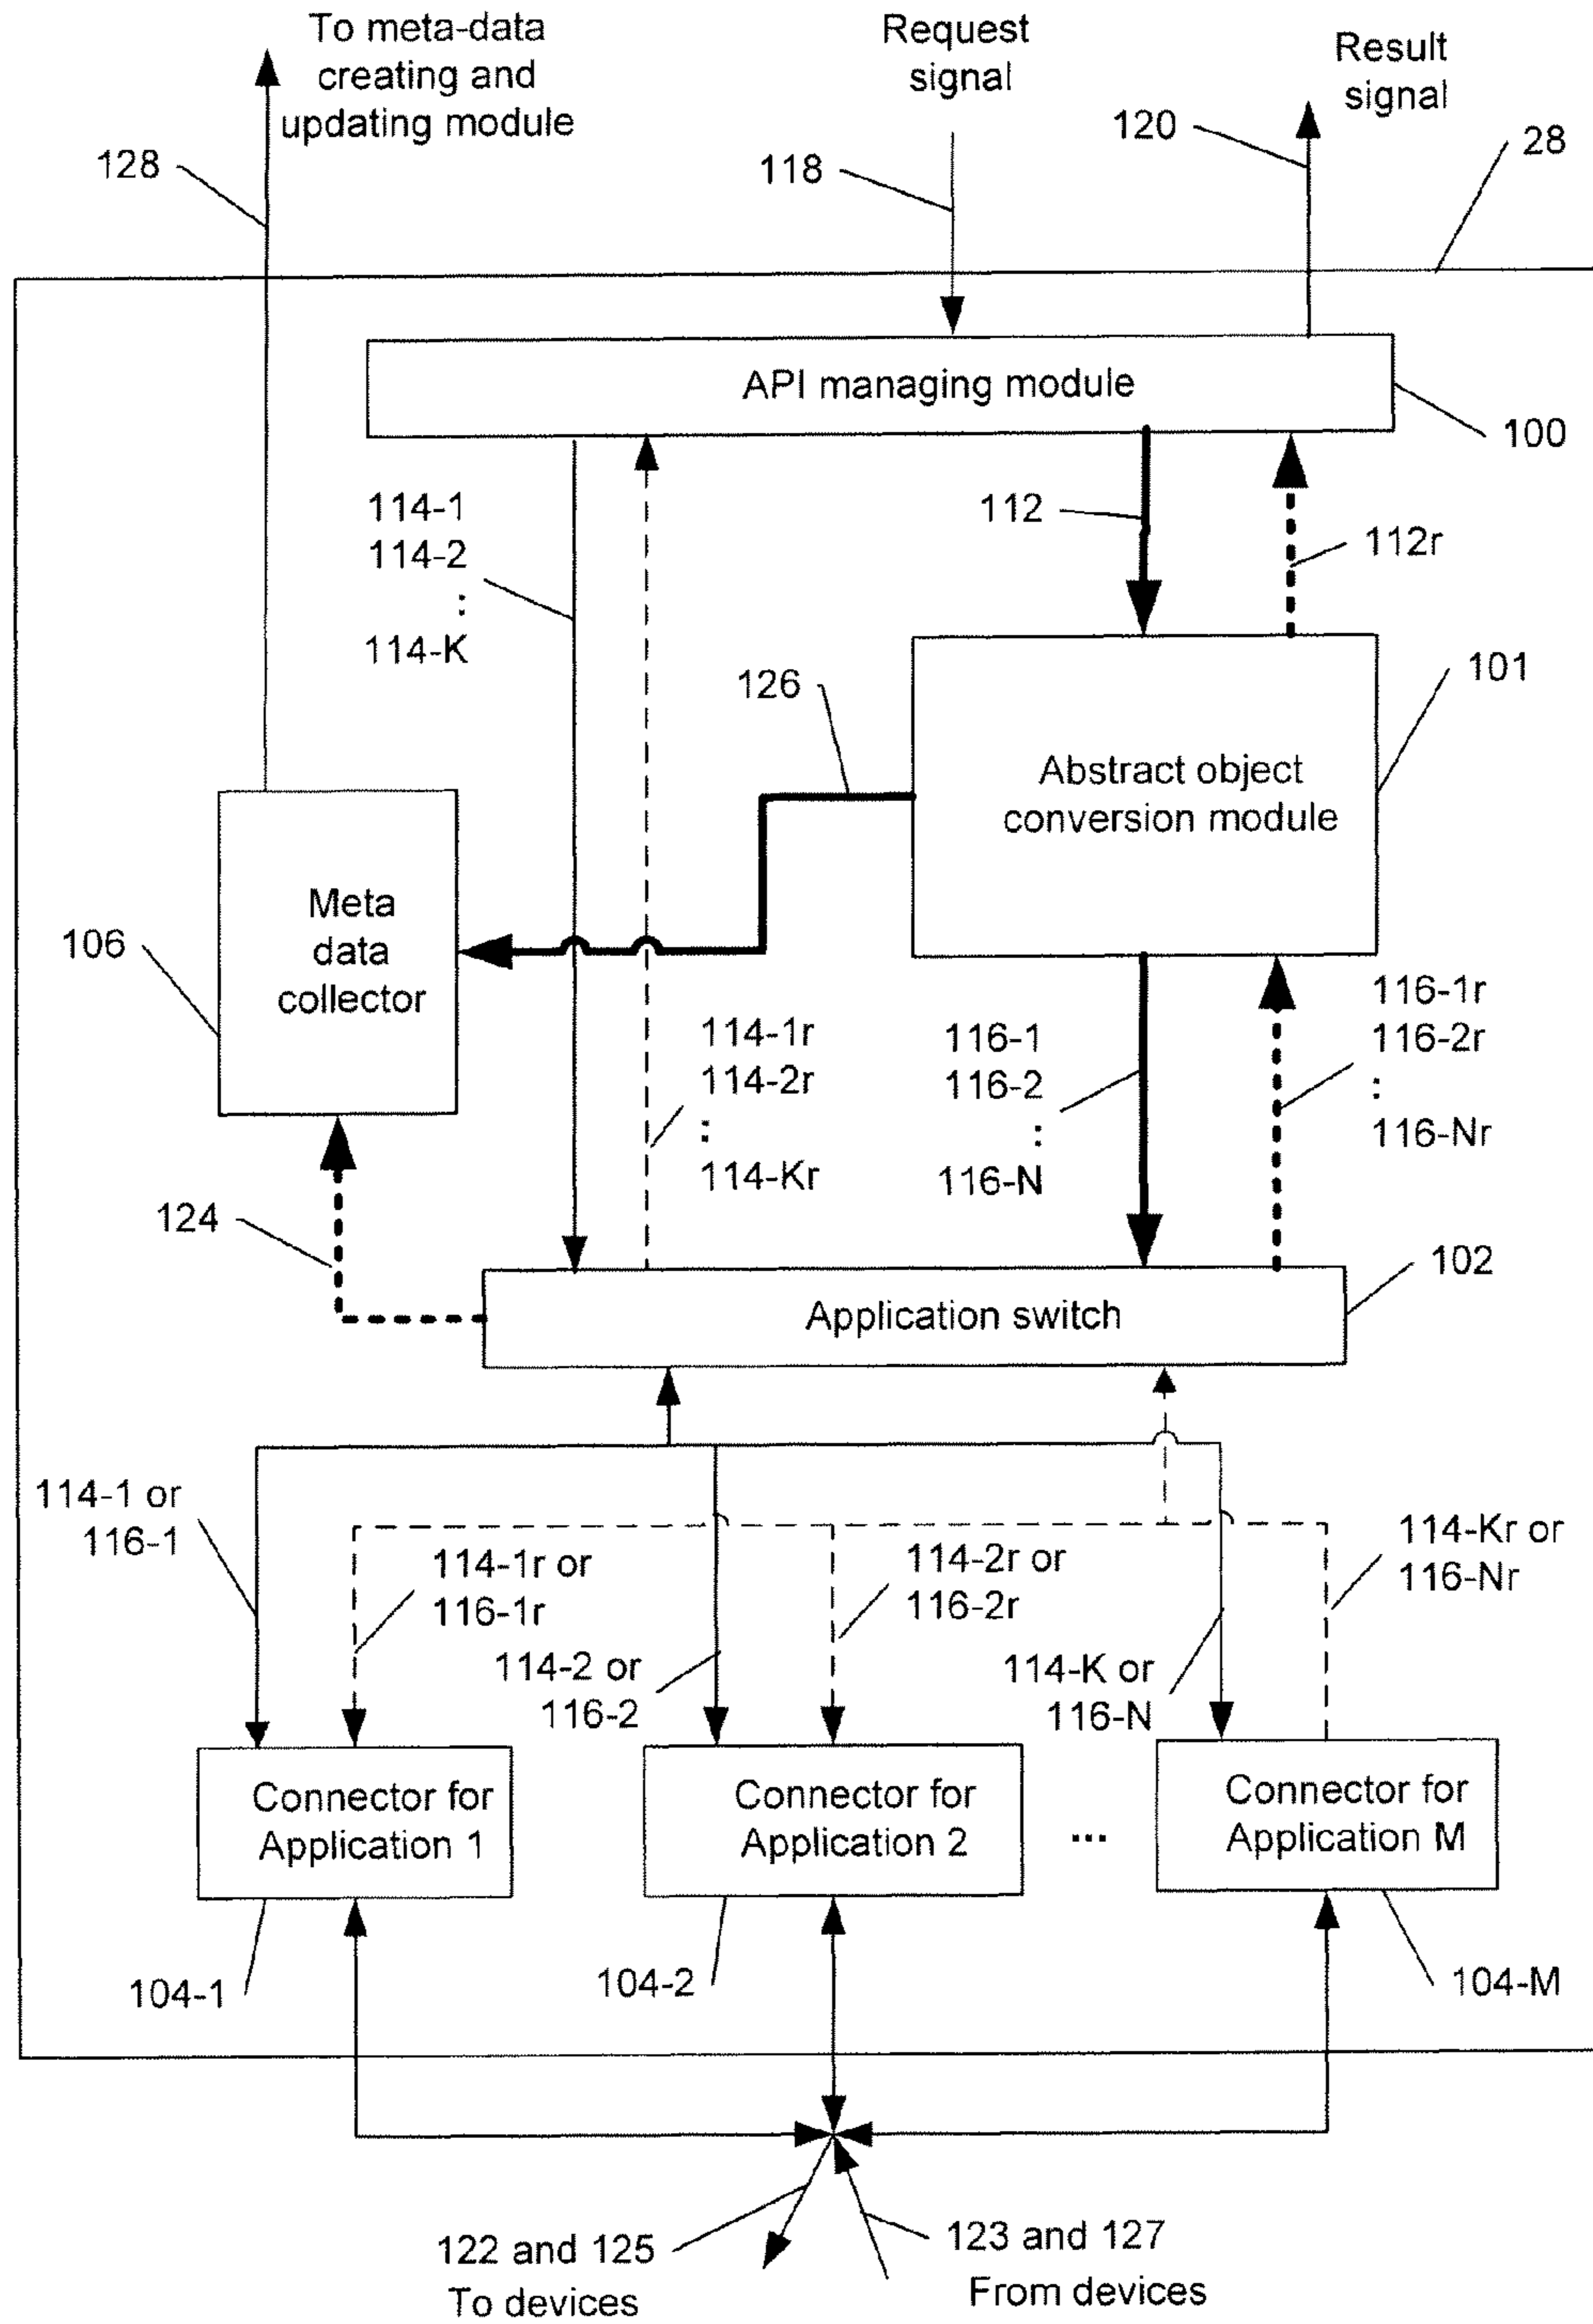 To meta-data
creating and
updating module
Request
signal
Result
signal
128
118
120
28
API managing module
100
114-1
114-2
:
114-K
112
112r
126
101
Abstract object
conversion module
Meta
data
collector
106
114-1r
114-2r
:
114-Kr
116-1
116-2
:
116-N
116-1r
116-2r
:
116-Nr
124
102
Application switch
114-1 or
116-1
114-1r or
116-1r
114-2r or
116-2r
114-Kr or
116-Nr
114-2 or
116-2
114-K or
116-N
Connector for
Application 1
Connector for
Application 2
...
Connector for
Application M
104-1
104-2
104-M
122 and 125
To devices
123 and 127
From devices